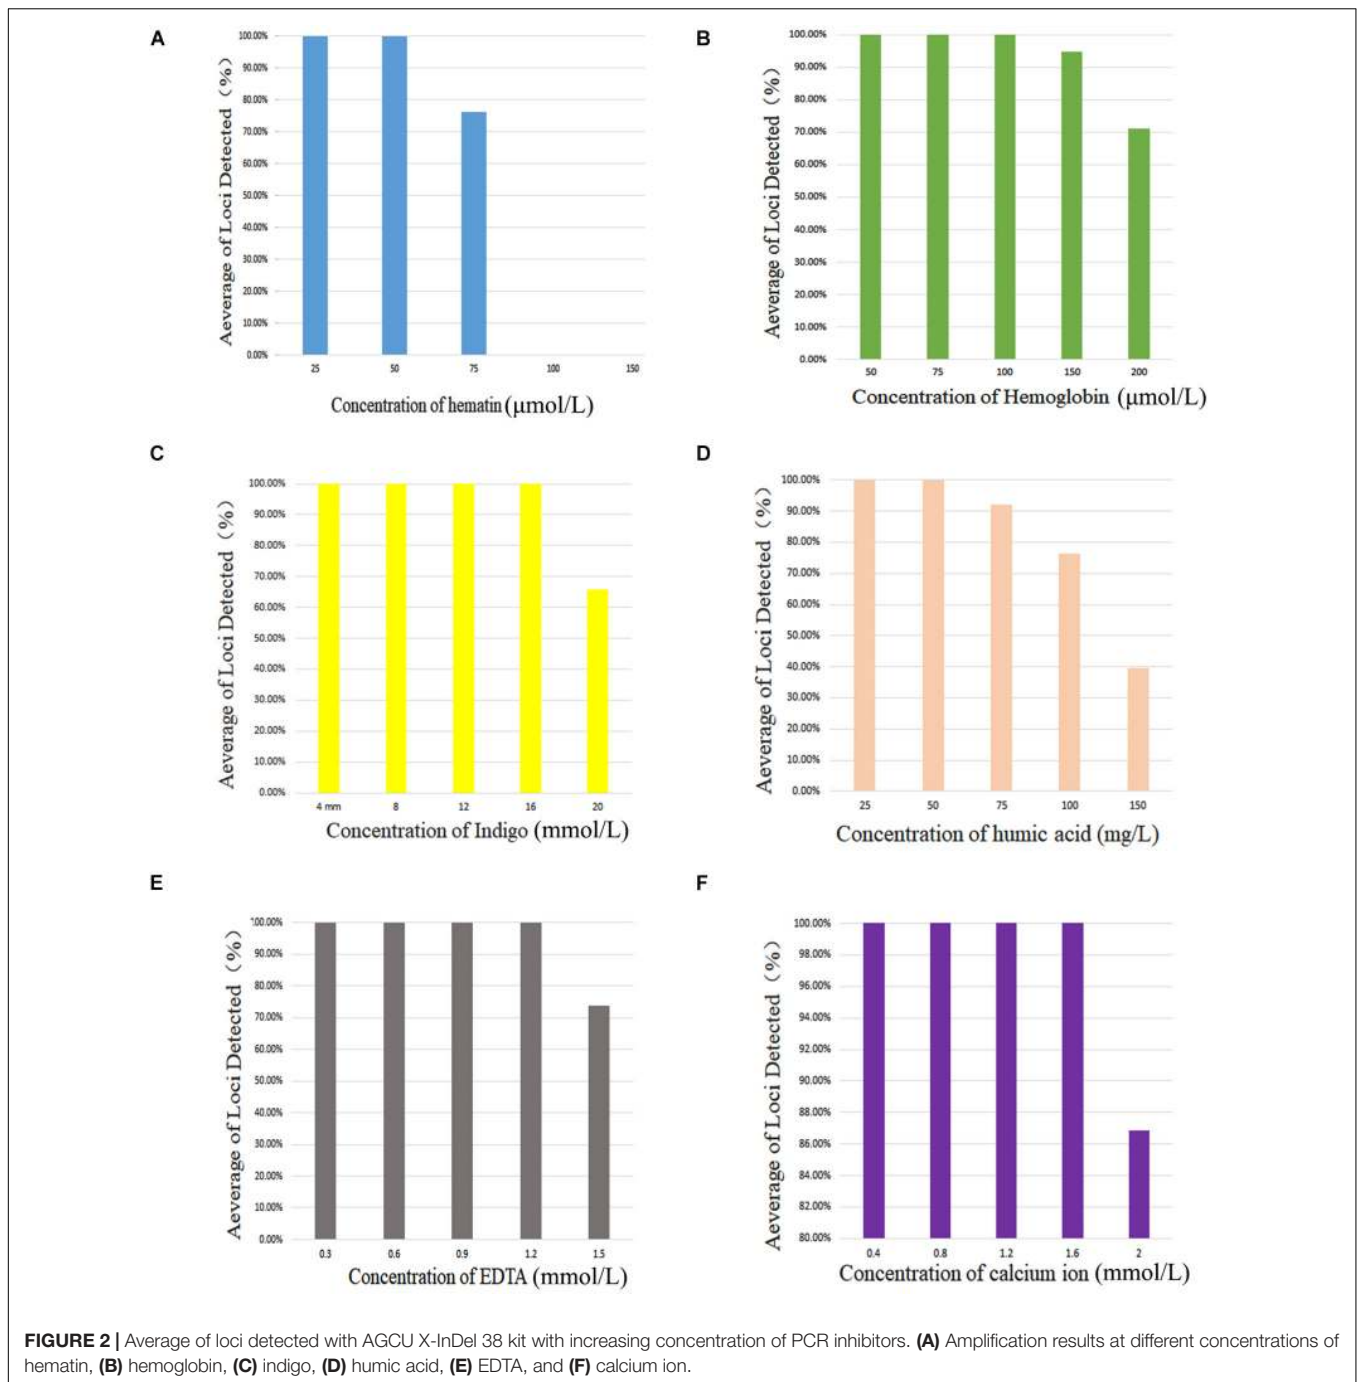 A
Aeverage of Loci Detected (%)
100.00%
90.00%
80.00%
70.00%
60.00%
50.00%
40.00%
30.00%
20.00%
10.00%
0.00%
25 50 75 100 150
Concentration of hematin (μmol/L)
B
Aeverage of Loci Detected (%)
100.00%
90.00%
80.00%
70.00%
60.00%
50.00%
40.00%
30.00%
20.00%
10.00%
0.00%
50 75 100 150 200
Concentration of Hemoglobin (μmol/L)
C
Aeverage of Loci Detected (%)
100.00%
90.00%
80.00%
70.00%
60.00%
50.00%
40.00%
30.00%
20.00%
10.00%
0.00%
4 mm 8 12 16 20
Concentration of Indigo (mmol/L)
D
Aeverage of Loci Detected (%)
100.00%
90.00%
80.00%
70.00%
60.00%
50.00%
40.00%
30.00%
20.00%
10.00%
0.00%
25 50 75 100 150
Concentration of humic acid (mg/L)
E
Aeverage of Loci Detected (%)
100.00%
90.00%
80.00%
70.00%
60.00%
50.00%
40.00%
30.00%
20.00%
10.00%
0.00%
0.3 0.6 0.9 1.2 1.5
Concentration of EDTA (mmol/L)
F
Aeverage of Loci Detected (%)
100.00%
98.00%
96.00%
94.00%
92.00%
90.00%
88.00%
86.00%
84.00%
82.00%
80.00%
0.4 0.8 1.2 1.6 2
Concentration of calcium ion (mmol/L)
FIGURE 2 | Average of loci detected with AGCU X-InDel 38 kit with increasing concentration of PCR inhibitors. (A) Amplification results at different concentrations of
hematin, (B) hemoglobin, (C) indigo, (D) humic acid, (E) EDTA, and (F) calcium ion.